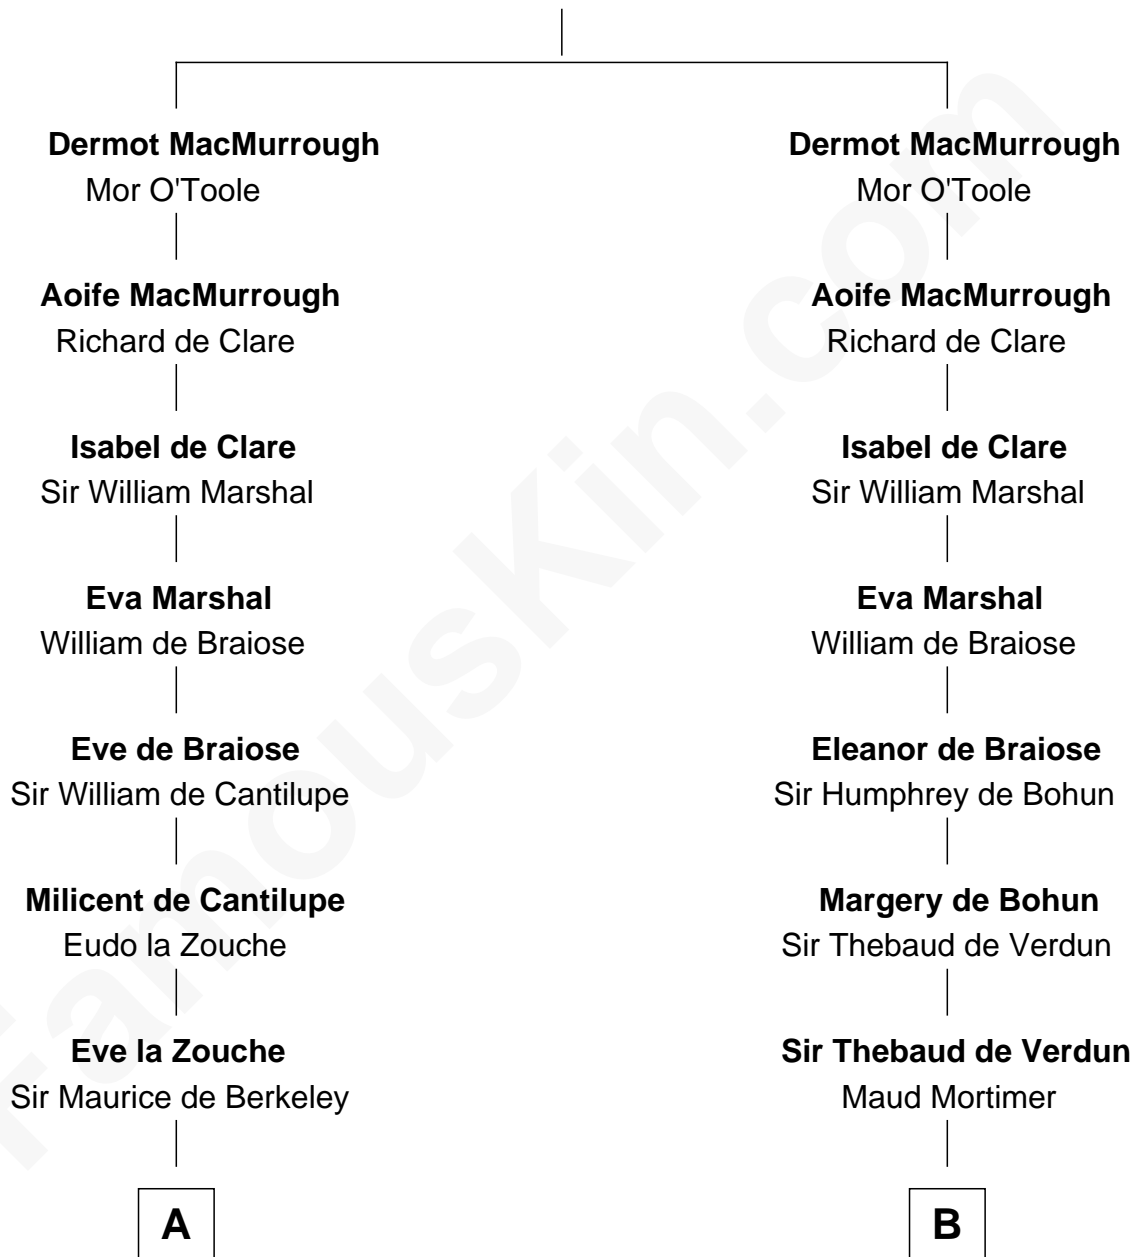 Dermot MacMurrough
Mor O'Toole
Aoife MacMurrough
Richard de Clare
Isabel de Clare
Sir William Marshal
Eva Marshal
William de Braiose
Eve de Braiose
Sir William de Cantilupe
Milicent de Cantilupe
Eudo la Zouche
Eve la Zouche
Sir Maurice de Berkeley
A
Dermot MacMurrough
Mor O'Toole
Aoife MacMurrough
Richard de Clare
Isabel de Clare
Sir William Marshal
Eva Marshal
William de Braiose
Eleanor de Braiose
Sir Humphrey de Bohun
Margery de Bohun
Sir Thebaud de Verdun
Sir Thebaud de Verdun
Maud Mortimer
B
FamousKin.com